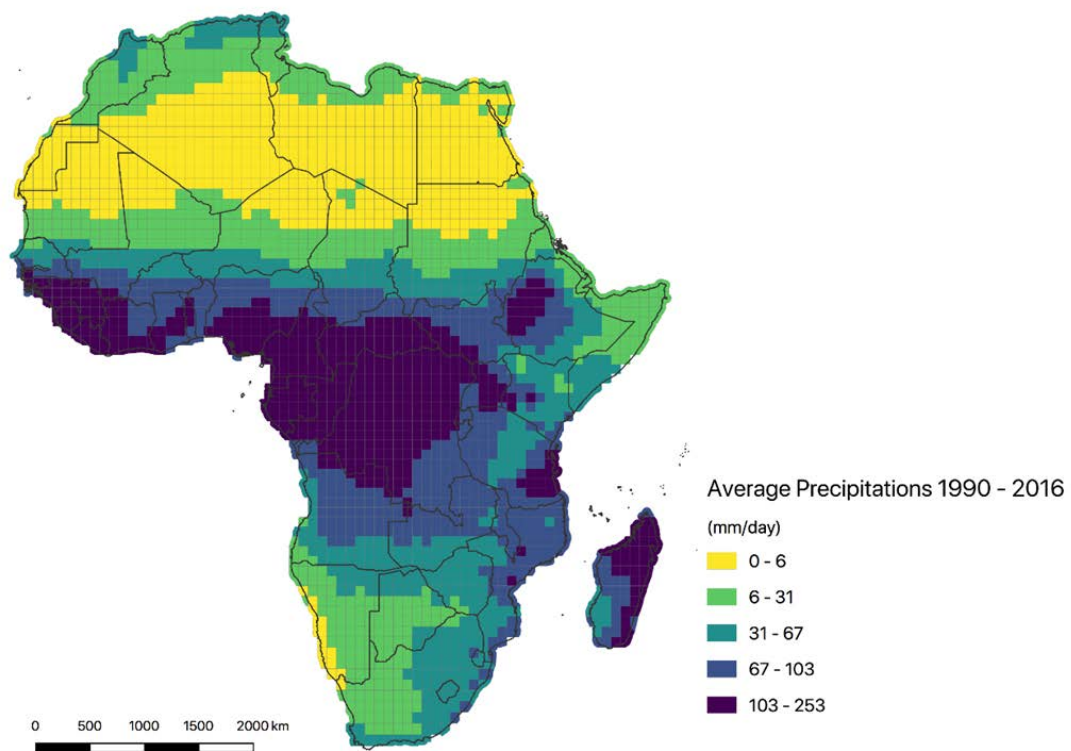 Average Precipitations 1990 - 2016
(mm/day)
0 - 6
6 - 31
31 - 67
67 - 103
103 - 253
0 500 1000 1500 2000 km